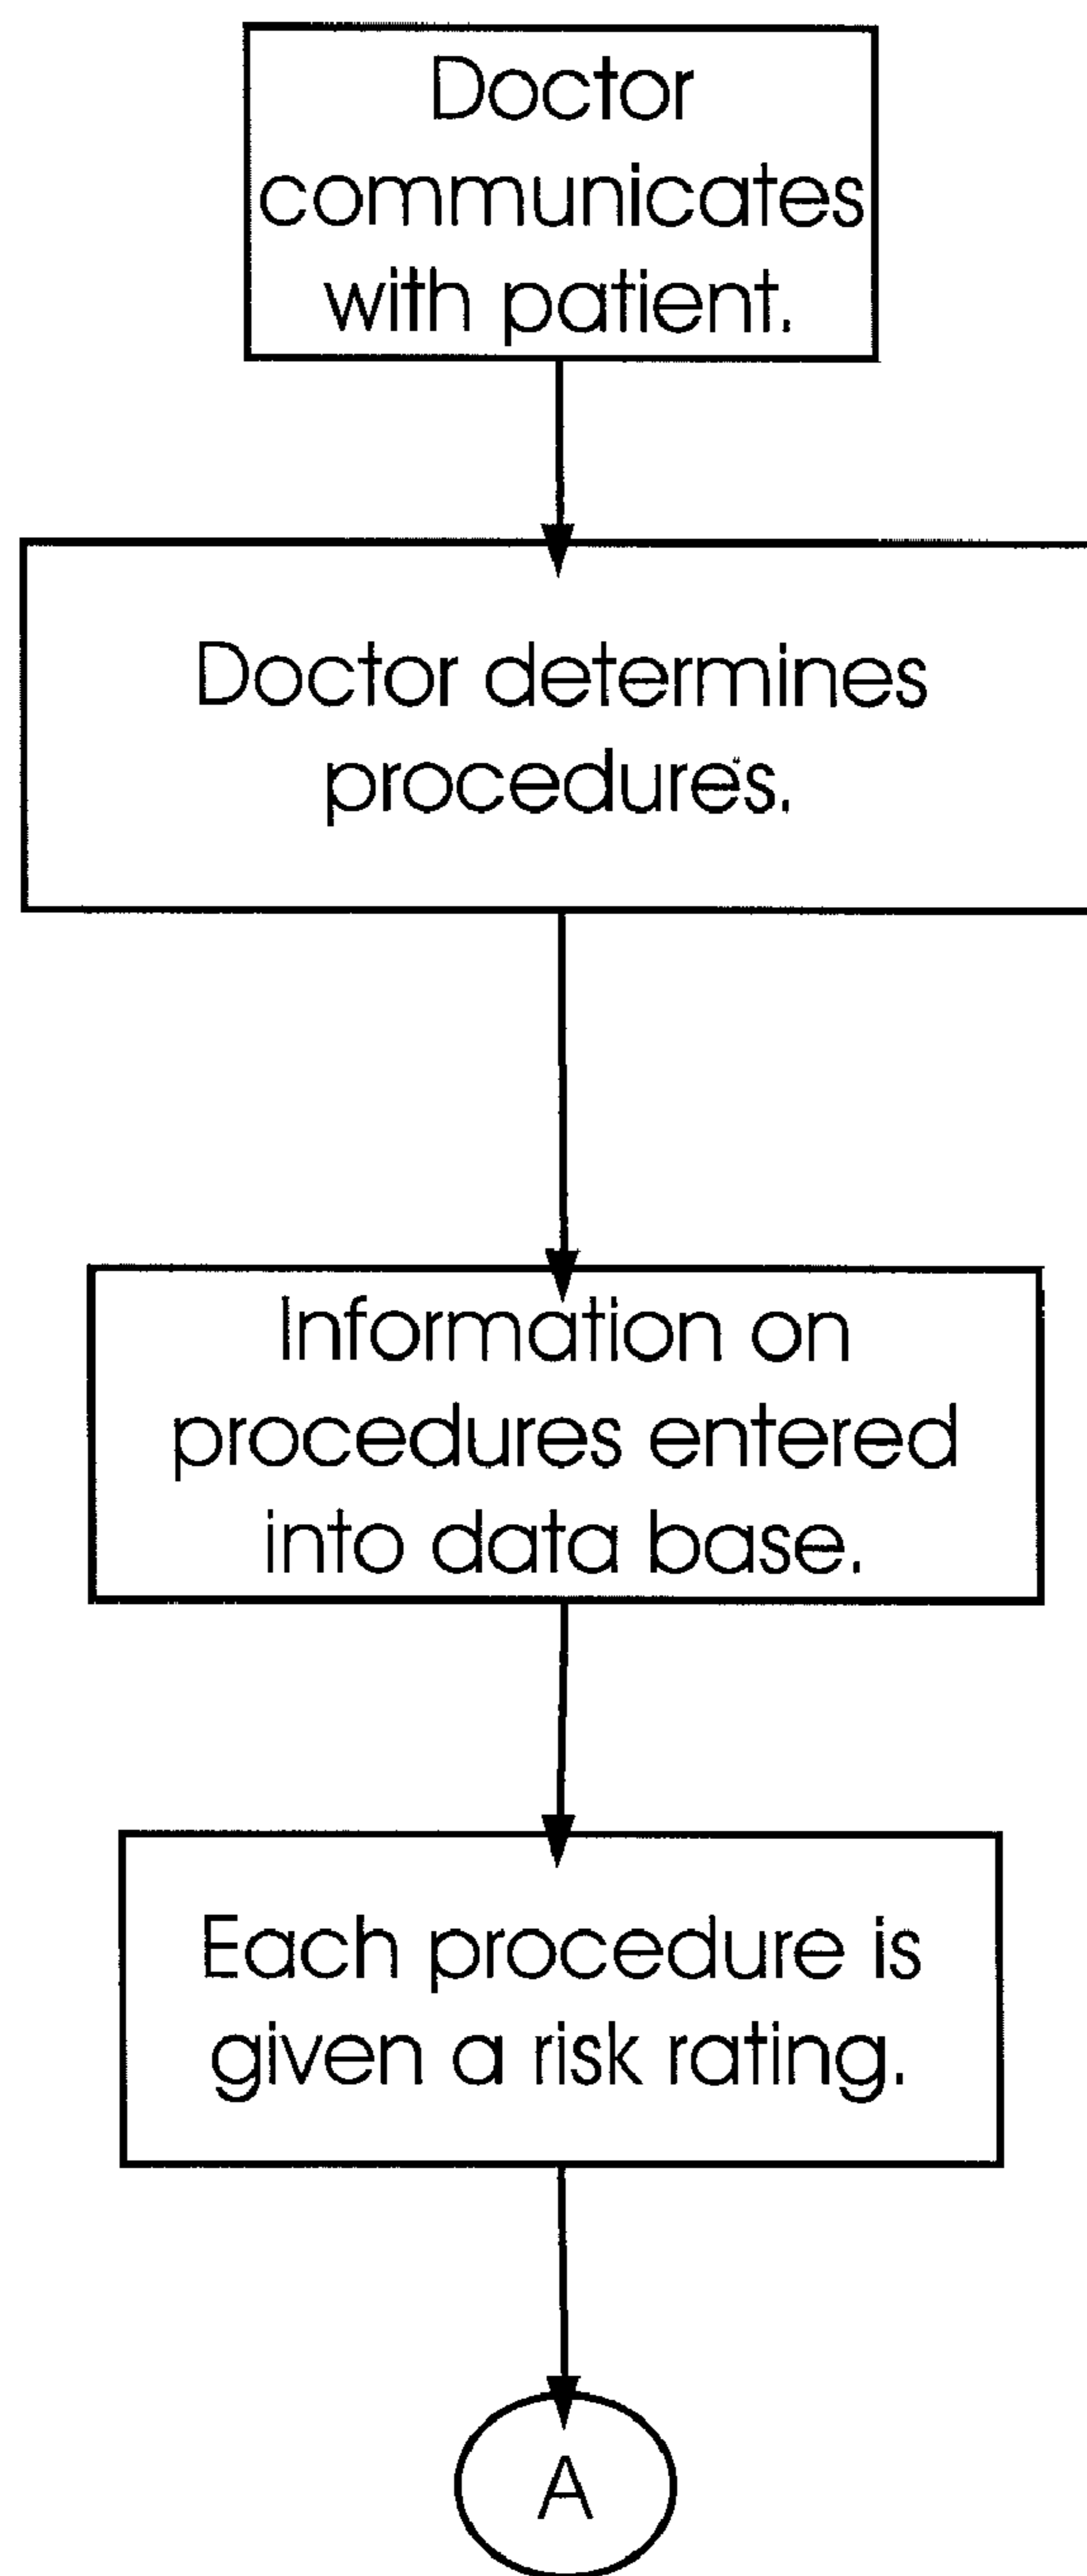 Doctor
communicates
with patient.
Doctor determines
procedures.
Information on
procedures entered
into data base.
Each procedure is
given a risk rating.
A